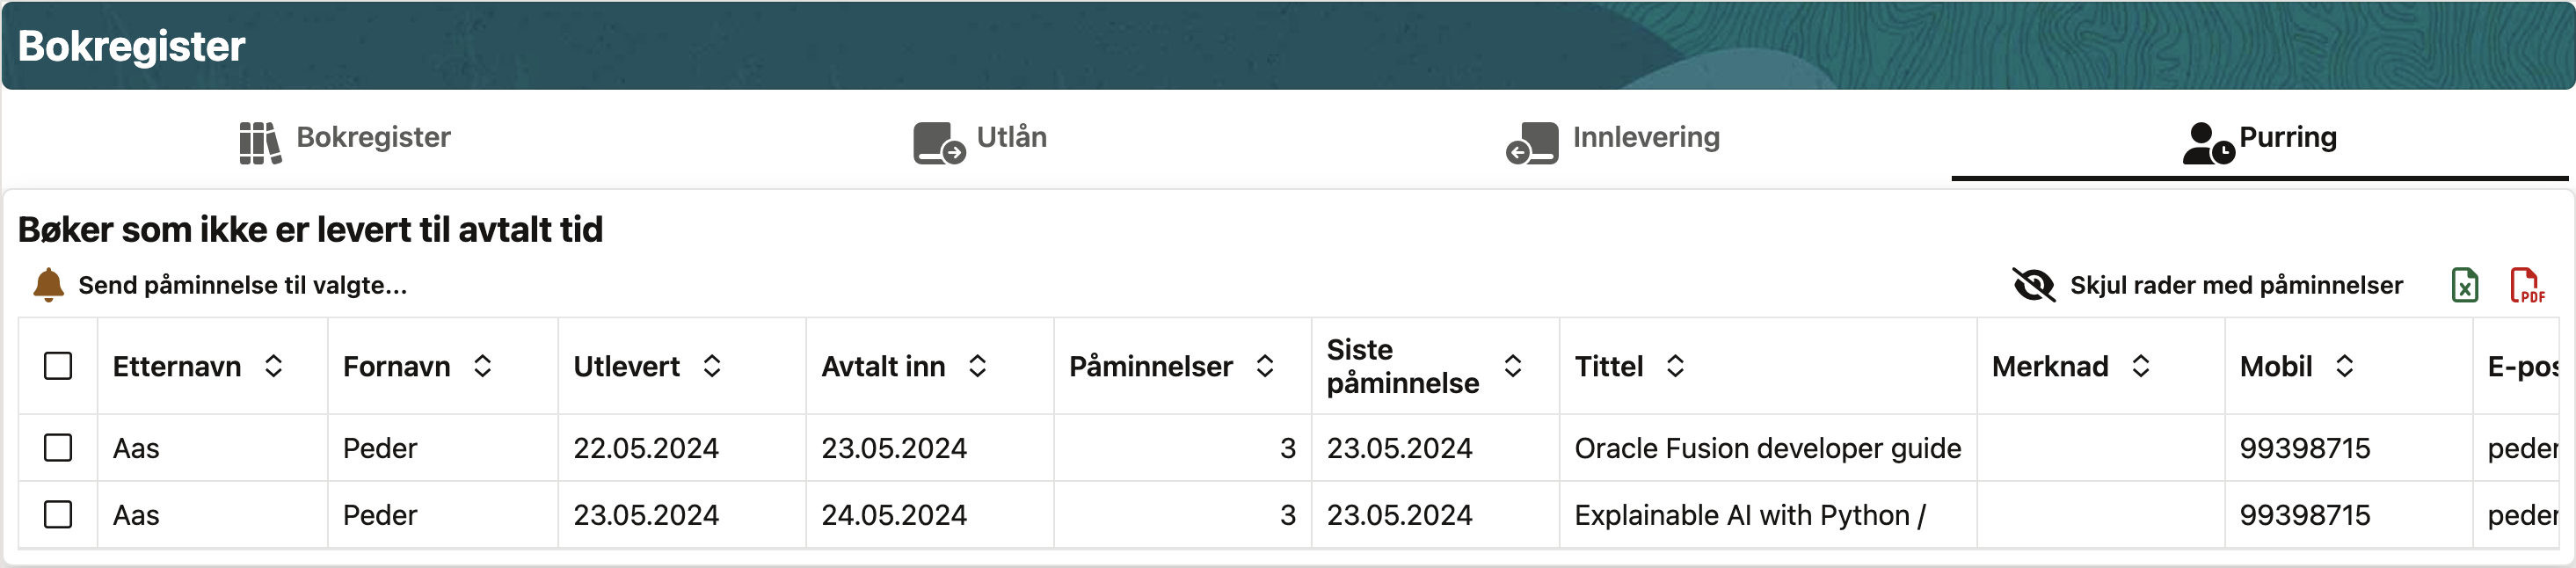 Bokregister
Bokregister Utlån Innlevering Purring
Bøker som ikke er levert til avtalt tid
Send påminnelse til valgte... Skjul rader med påminnelser PDF
Etternavn Fornavn Utlevert Avtalt inn Påminnelser Siste påminnelse Tittel Merknad Mobil E-pos
Aas Peder 22.05.2024 23.05.2024 3 23.05.2024 Oracle Fusion developer guide 99398715 peder
Aas Peder 23.05.2024 24.05.2024 3 23.05.2024 Explainable AI with Python / 99398715 peder